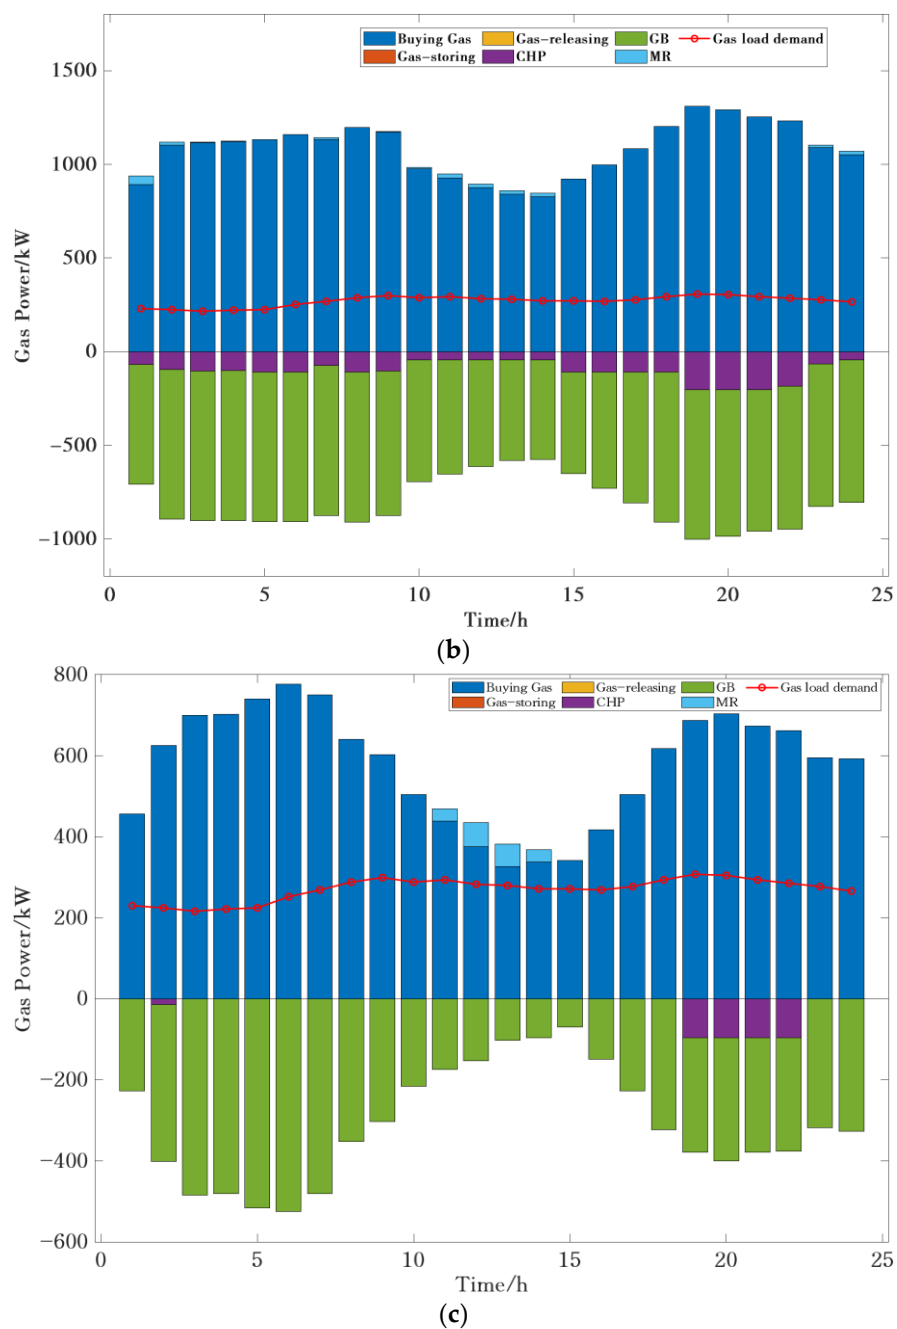 Buying Gas Gas-releasing GB Gas load demand
Gas-storing CHP MR
1500
1000
500
0
-500
-1000
Gas Power/kW
0 5 10 15 20 25
Time/h
(b)
Buying Gas Gas-releasing GB Gas load demand
Gas-storing CHP MR
800
600
400
200
0
-200
-400
-600
Gas Power/kW
0 5 10 15 20 25
Time/h
(c)